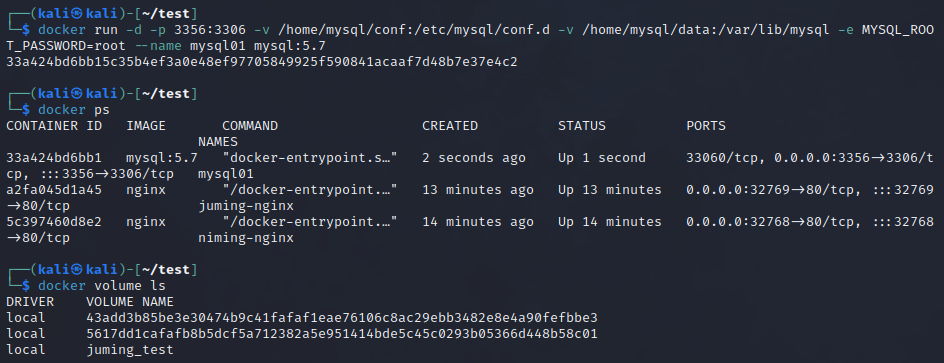 ┌──(kali㉿kali)-[~/test]
└─$ docker run -d -p 3356:3306 -v /home/mysql/conf:/etc/mysql/conf.d -v /home/mysql/data:/var/lib/mysql -e MYSQL_ROO
T_PASSWORD=root --name mysql01 mysql:5.7
33a424bd6bb15c35b4ef3a0e48ef97705849925f590841acaaf7d48b7e37e4c2
┌──(kali㉿kali)-[~/test]
└─$ docker ps
CONTAINER ID   IMAGE       COMMAND                  CREATED          STATUS          PORTS
                        NAMES
33a424bd6bb1   mysql:5.7   "docker-entrypoint.s…"   2 seconds ago    Up 1 second     33060/tcp, 0.0.0.0:3356->3306/t
cp, :::3356->3306/tcp   mysql01
a2fa045d1a45   nginx       "/docker-entrypoint.…"   13 minutes ago   Up 13 minutes   0.0.0.0:32769->80/tcp, :::32769
->80/tcp                juming-nginx
5c397460d8e2   nginx       "/docker-entrypoint.…"   14 minutes ago   Up 14 minutes   0.0.0.0:32768->80/tcp, :::32768
->80/tcp                niming-nginx
┌──(kali㉿kali)-[~/test]
└─$ docker volume ls
DRIVER    VOLUME NAME
local     43add3b85be3e30474b9c41fafaf1eae76106c8ac29ebb3482e8e4a90fefbbe3
local     5617dd1cafafb8b5dcf5a712382a5e951414bde5c45c0293b05366d448b58c01
local     juming_test